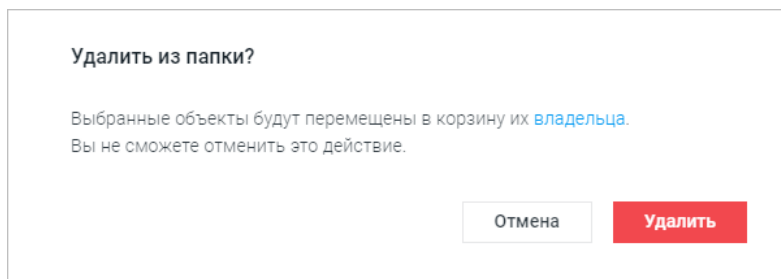 Удалить из папки?
Выбранные объекты будут перемещены в корзину их владельца.
Вы не сможете отменить это действие.
Отмена
Удалить